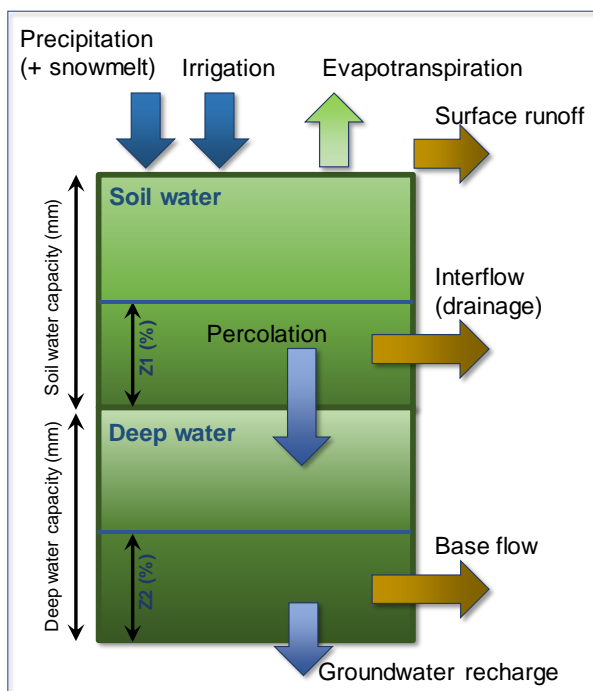 Precipitation
(+ snowmelt)
Irrigation
Evapotranspiration
Surface runoff
Soil water
Soil water capacity (mm)
Z1 (%)
Percolation
Interflow
(drainage)
Deep water
Deep water capacity (mm)
Z2 (%)
Base flow
Groundwater recharge